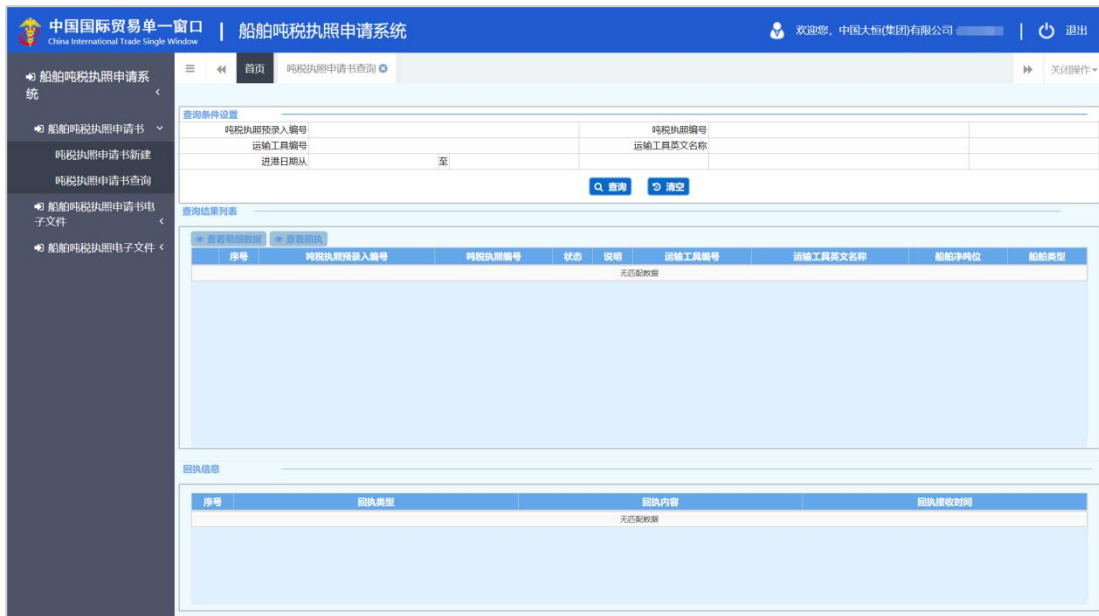 中国国际贸易单一窗口 | 船舶吨税执照申请系统
China International Trade Single Window
欢迎您，中国大恒(集团)有限公司
退出
船舶吨税执照申请系统
首页
吨税执照申请书查询
关闭操作
船舶吨税执照申请书
吨税执照申请书新建
吨税执照申请书查询
船舶吨税执照申请书电子文件
船舶吨税执照电子文件
查询条件设置
吨税执照预录入编号 吨税执照编号
运输工具编号 运输工具英文名称
进港日期从 至
查询 清空
查询结果列表
查看明细数据 查看回执
序号 吨税执照预录入编号 吨税执照编号 状态 说明 运输工具编号 运输工具英文名称 船舶净吨位 船舶类型
无匹配数据
回执信息
序号 回执类型 回执内容 回执接收时间
无匹配数据